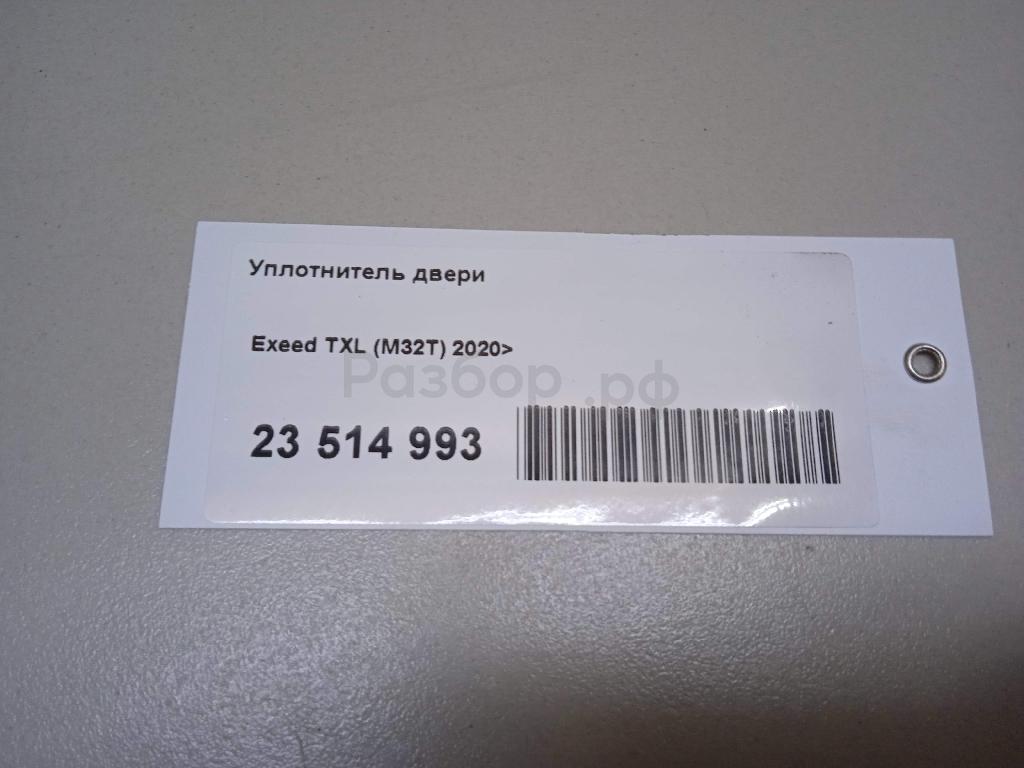 Уплотнитель двери
Exeed TXL (M32T) 2020>
Разбор.рф
23 514 993